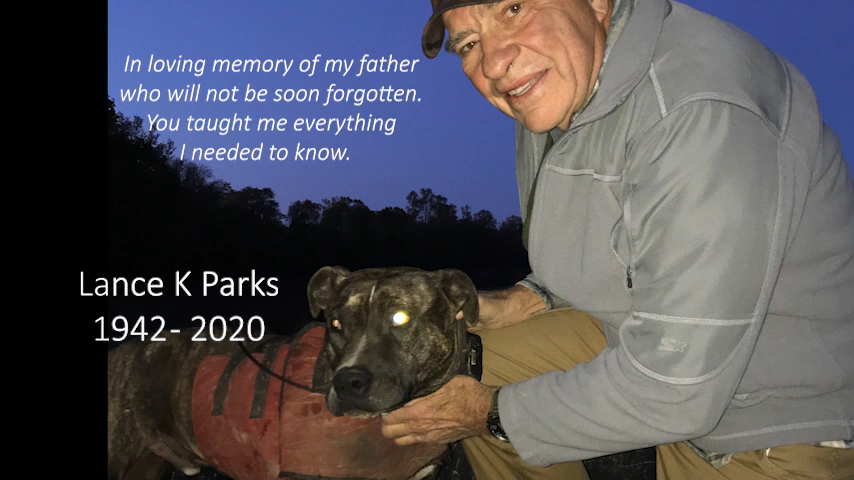 In loving memory of my father
who will not be soon forgotten.
You taught me everything
I needed to know.
Lance K Parks
1942 - 2020